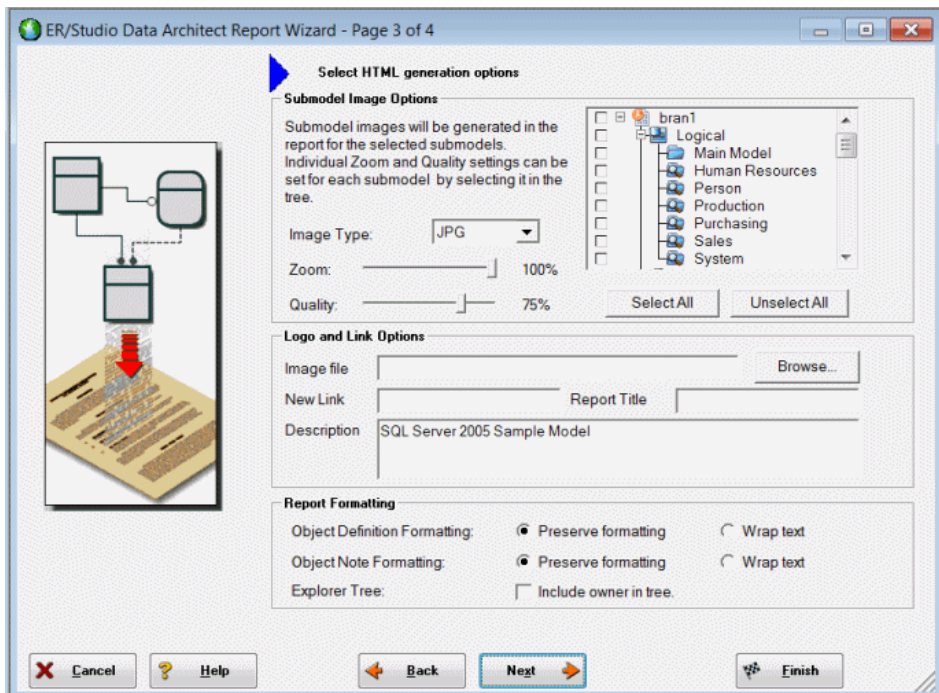 ER/Studio Data Architect Report Wizard - Page 3 of 4
Select HTML generation options
Submodel Image Options
Submodel images will be generated in the
report for the selected submodels.
Individual Zoom and Quality settings can be
set for each submodel by selecting it in the
tree.
bran1
Logical
Main Model
Human Resources
Person
Production
Purchasing
Sales
System
Image Type: JPG
Zoom: 100%
Quality: 75%
Select All Unselect All
Logo and Link Options
Image file Browse...
New Link Report Title
Description SQL Server 2005 Sample Model
Report Formatting
Object Definition Formatting: Preserve formatting Wrap text
Object Note Formatting: Preserve formatting Wrap text
Explorer Tree: Include owner in tree.
Cancel Help Back Next Finish